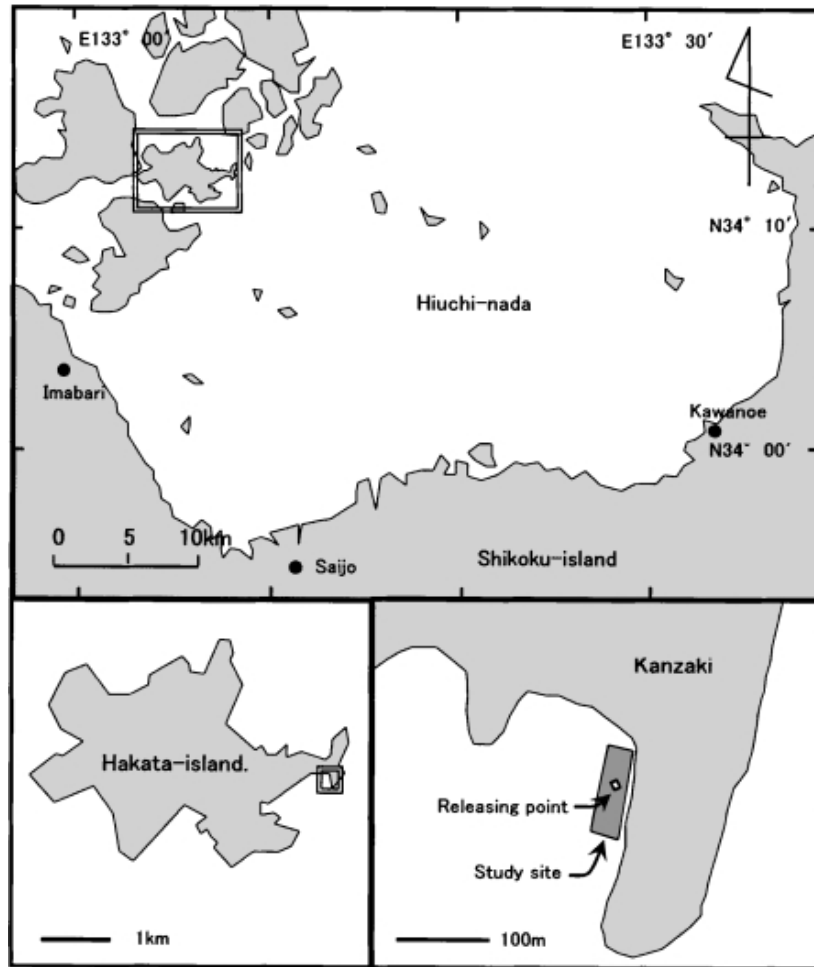 E133° 00′
E133° 30′
N34° 10′
Hiuchi-nada
Imabari
Kawanoe
N34° 00′
0 5 10km
Saijo
Shikoku-island
Kanzaki
Hakata-island.
Releasing point
Study site
1km
100m